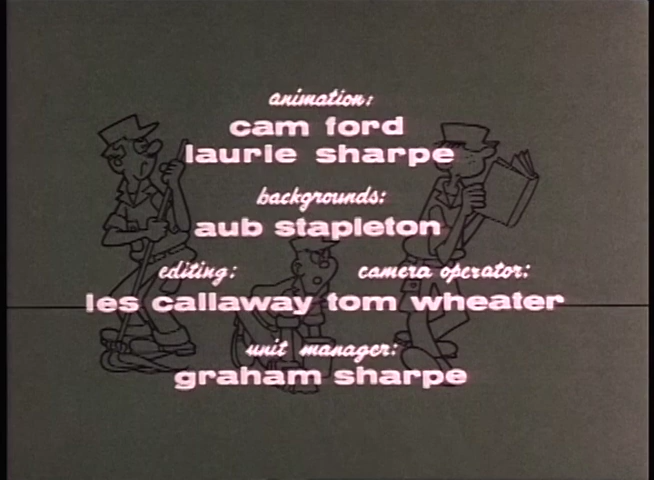 animation:
cam ford
laurie sharpe
backgrounds:
aub stapleton
editing: camera operator:
les callaway tom wheater
unit manager:
graham sharpe